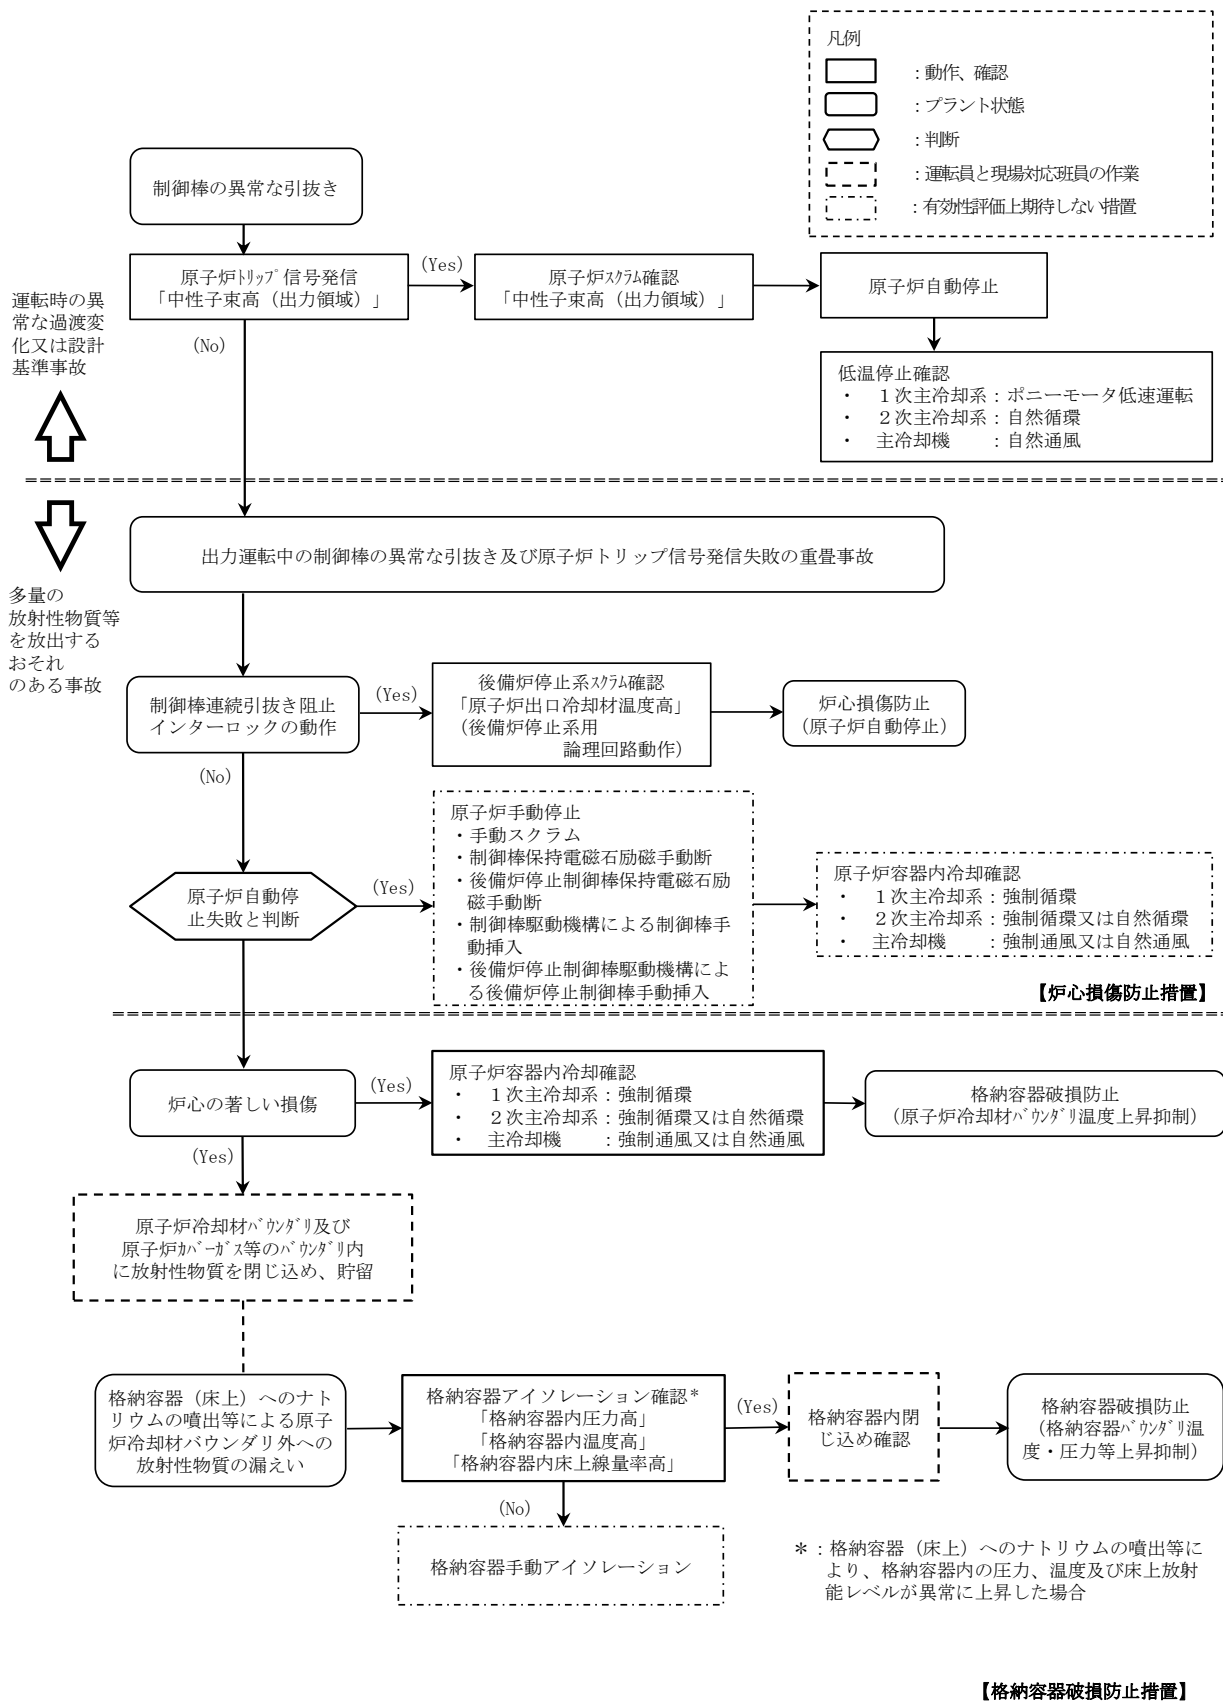 凡例
：動作、確認
：プラント状態
：判断
：運転員と現場対応班員の作業
：有効性評価上期待しない措置
制御棒の異常な引抜き
原子炉ﾄﾘｯﾌﾟ信号発信
「中性子束高（出力領域）」
(Yes)
原子炉ｽｸﾗﾑ確認
「中性子束高（出力領域）」
原子炉自動停止
(No)
低温停止確認
・　１次主冷却系：ポニーモータ低速運転
・　２次主冷却系：自然循環
・　主冷却機　　：自然通風
運転時の異
常な過渡変
化又は設計
基準事故
多量の
放射性物質等
を放出する
おそれ
のある事故
出力運転中の制御棒の異常な引抜き及び原子炉トリップ信号発信失敗の重畳事故
制御棒連続引抜き阻止
インターロックの動作
(Yes)
後備炉停止系ｽｸﾗﾑ確認
「原子炉出口冷却材温度高」
（後備炉停止系用
論理回路動作）
炉心損傷防止
（原子炉自動停止）
(No)
原子炉自動停
止失敗と判断
(Yes)
原子炉手動停止
・手動スクラム
・制御棒保持電磁石励磁手動断
・後備炉停止制御棒保持電磁石励
磁手動断
・制御棒駆動機構による制御棒手
動挿入
・後備炉停止制御棒駆動機構によ
る後備炉停止制御棒手動挿入
原子炉容器内冷却確認
・　１次主冷却系：強制循環
・　２次主冷却系：強制循環又は自然循環
・　主冷却機　　：強制通風又は自然通風
【炉心損傷防止措置】
炉心の著しい損傷
(Yes)
原子炉容器内冷却確認
・　１次主冷却系：強制循環
・　２次主冷却系：強制循環又は自然循環
・　主冷却機　　：強制通風又は自然通風
格納容器破損防止
（原子炉冷却材ﾊﾞｳﾝﾀﾞﾘ温度上昇抑制）
(Yes)
原子炉冷却材ﾊﾞｳﾝﾀﾞﾘ及び
原子炉ｶﾊﾞｰｶﾞｽ等のﾊﾞｳﾝﾀﾞﾘ内
に放射性物質を閉じ込め、貯留
格納容器（床上）へのナト
リウムの噴出等による原子
炉冷却材バウンダリ外への
放射性物質の漏えい
格納容器アイソレーション確認*
「格納容器内圧力高」
「格納容器内温度高」
「格納容器内床上線量率高」
(Yes)
格納容器内閉
じ込め確認
格納容器破損防止
（格納容器ﾊﾞｳﾝﾀﾞﾘ温
度・圧力等上昇抑制）
(No)
格納容器手動アイソレーション
＊：格納容器（床上）へのナトリウムの噴出等に
より、格納容器内の圧力、温度及び床上放射
能レベルが異常に上昇した場合
【格納容器破損防止措置】